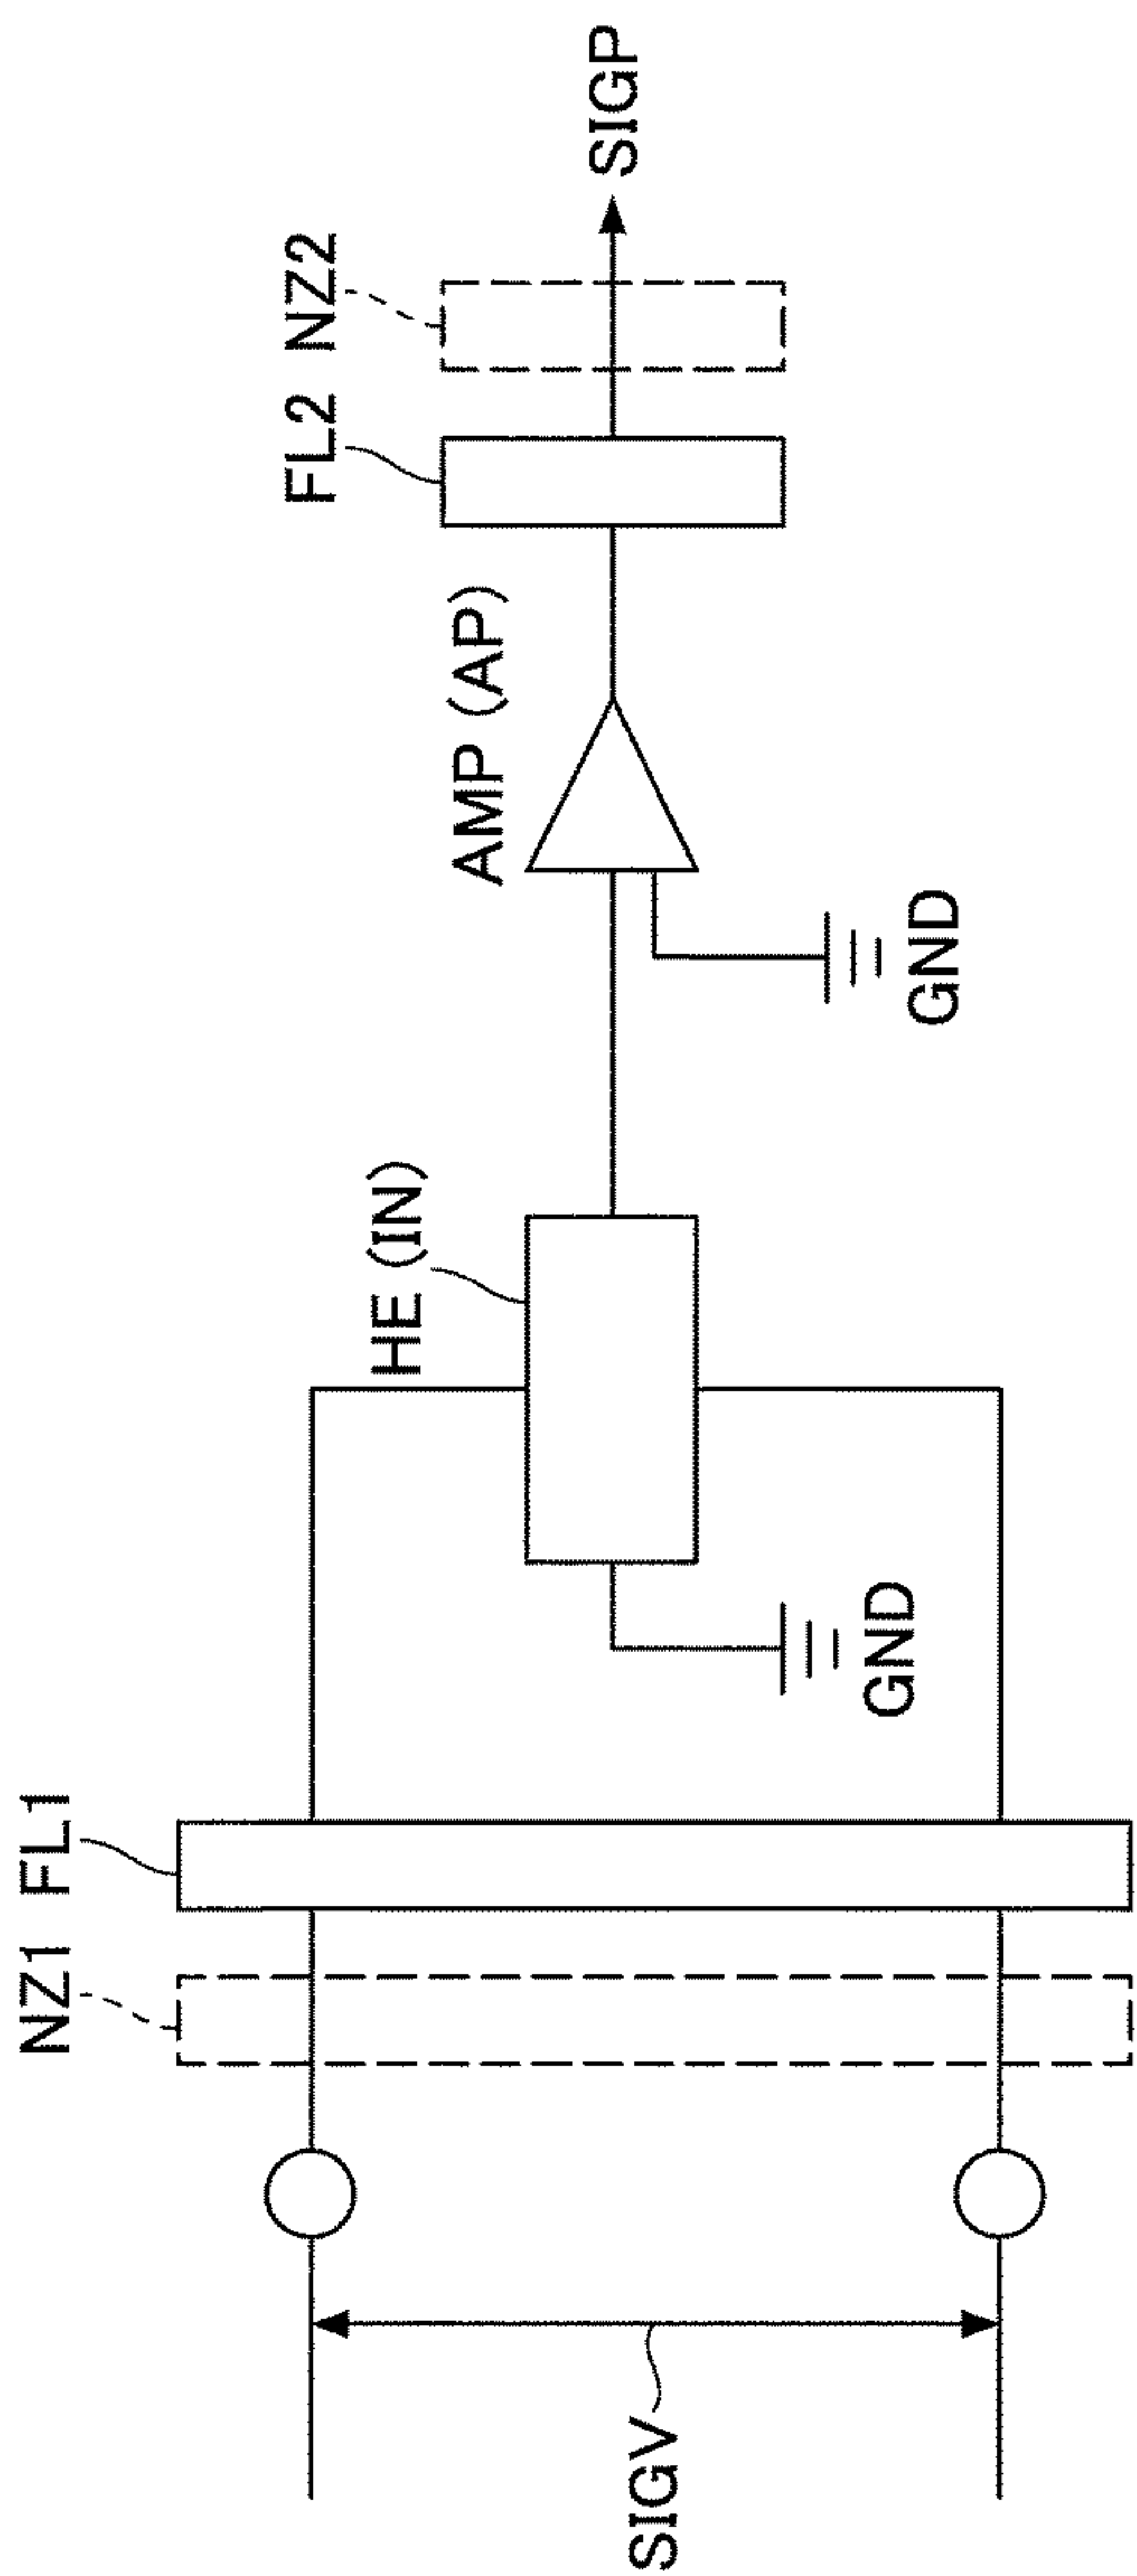 NZ1
FL1
HE (IN)
AMP (AP)
FL2
NZ2
SIGP
SIGV
GND
GND